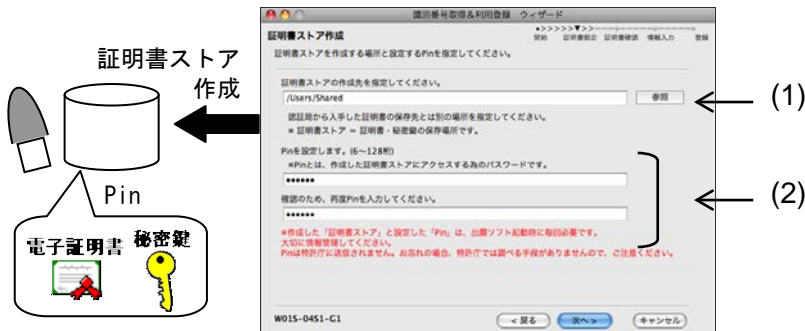 証明書ストア
作成
Pin
電子証明書 秘密鍵
識別番号取得&利用登録 ウィザード
証明書ストア作成
●>>>>>>▼>>
開始 証明書設定 証明書確認 情報入力 登録
証明書ストアを作成する場所と設定するPinを指定してください。
証明書ストアの作成先を指定してください。
/Users/Shared
参照
認証局から入手した証明書の保存先とは別の場所を指定してください。
※ 証明書ストア = 証明書・秘密鍵の保存場所です。
Pinを設定します。(6〜128桁)
※Pinとは、作成した証明書ストアにアクセスする為のパスワードです。
••••••
確認のため、再度Pinを入力してください。
••••••
※作成した「証明書ストア」と設定した「Pin」は、出願ソフト起動時に毎回必要です。
大切に情報管理してください。
Pinは特許庁に送信されません。お忘れの場合、特許庁では調べる手段がありませんので、ご注意ください。
W01S-04S1-G1
<戻る
次へ>
キャンセル
(1)
(2)